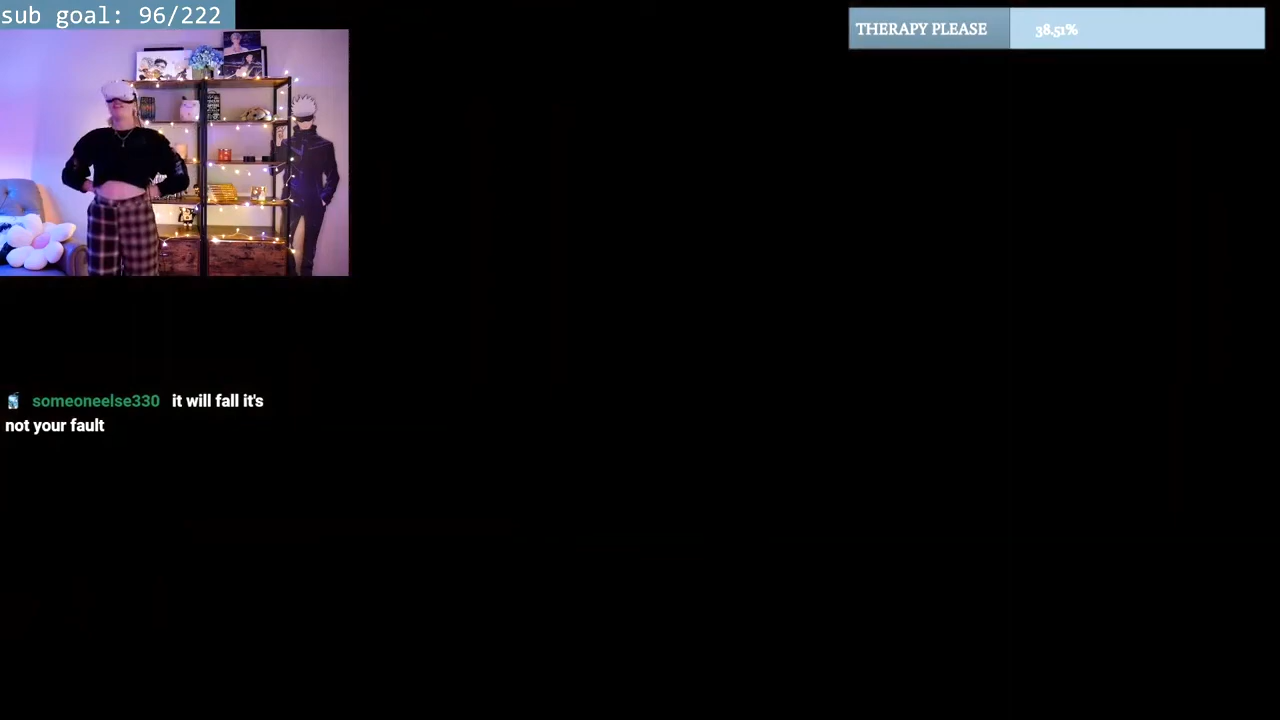 sub goal: 96/222
THERAPY PLEASE 38.51%
someoneelse330 it will fall it's
not your fault